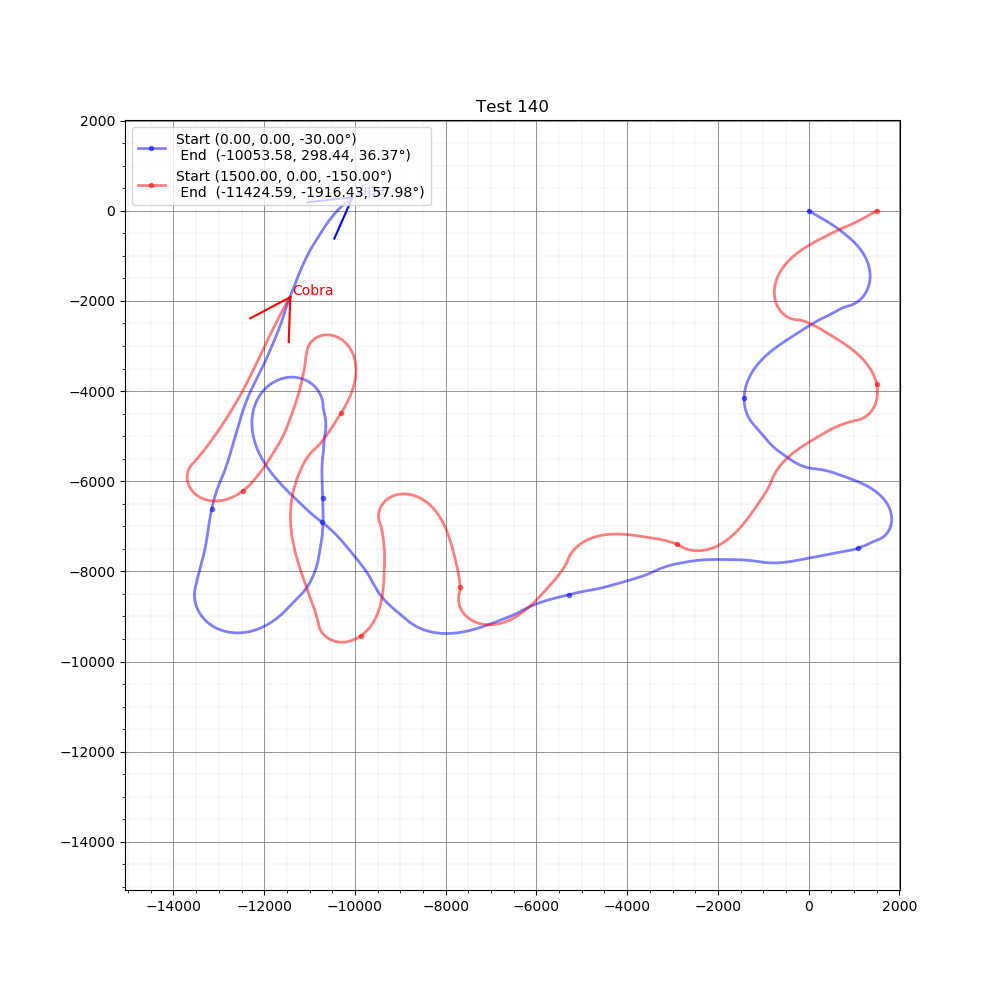 Test 140
Start (0.00, 0.00, -30.00°)
End (-10053.58, 298.44, 36.37°)
Start (1500.00, 0.00, -150.00°)
End (-11424.59, -1916.43, 57.98°)
Cobra
2000
0
−2000
−4000
−6000
−8000
−10000
−12000
−14000
−14000 −12000 −10000 −8000 −6000 −4000 −2000 0 2000